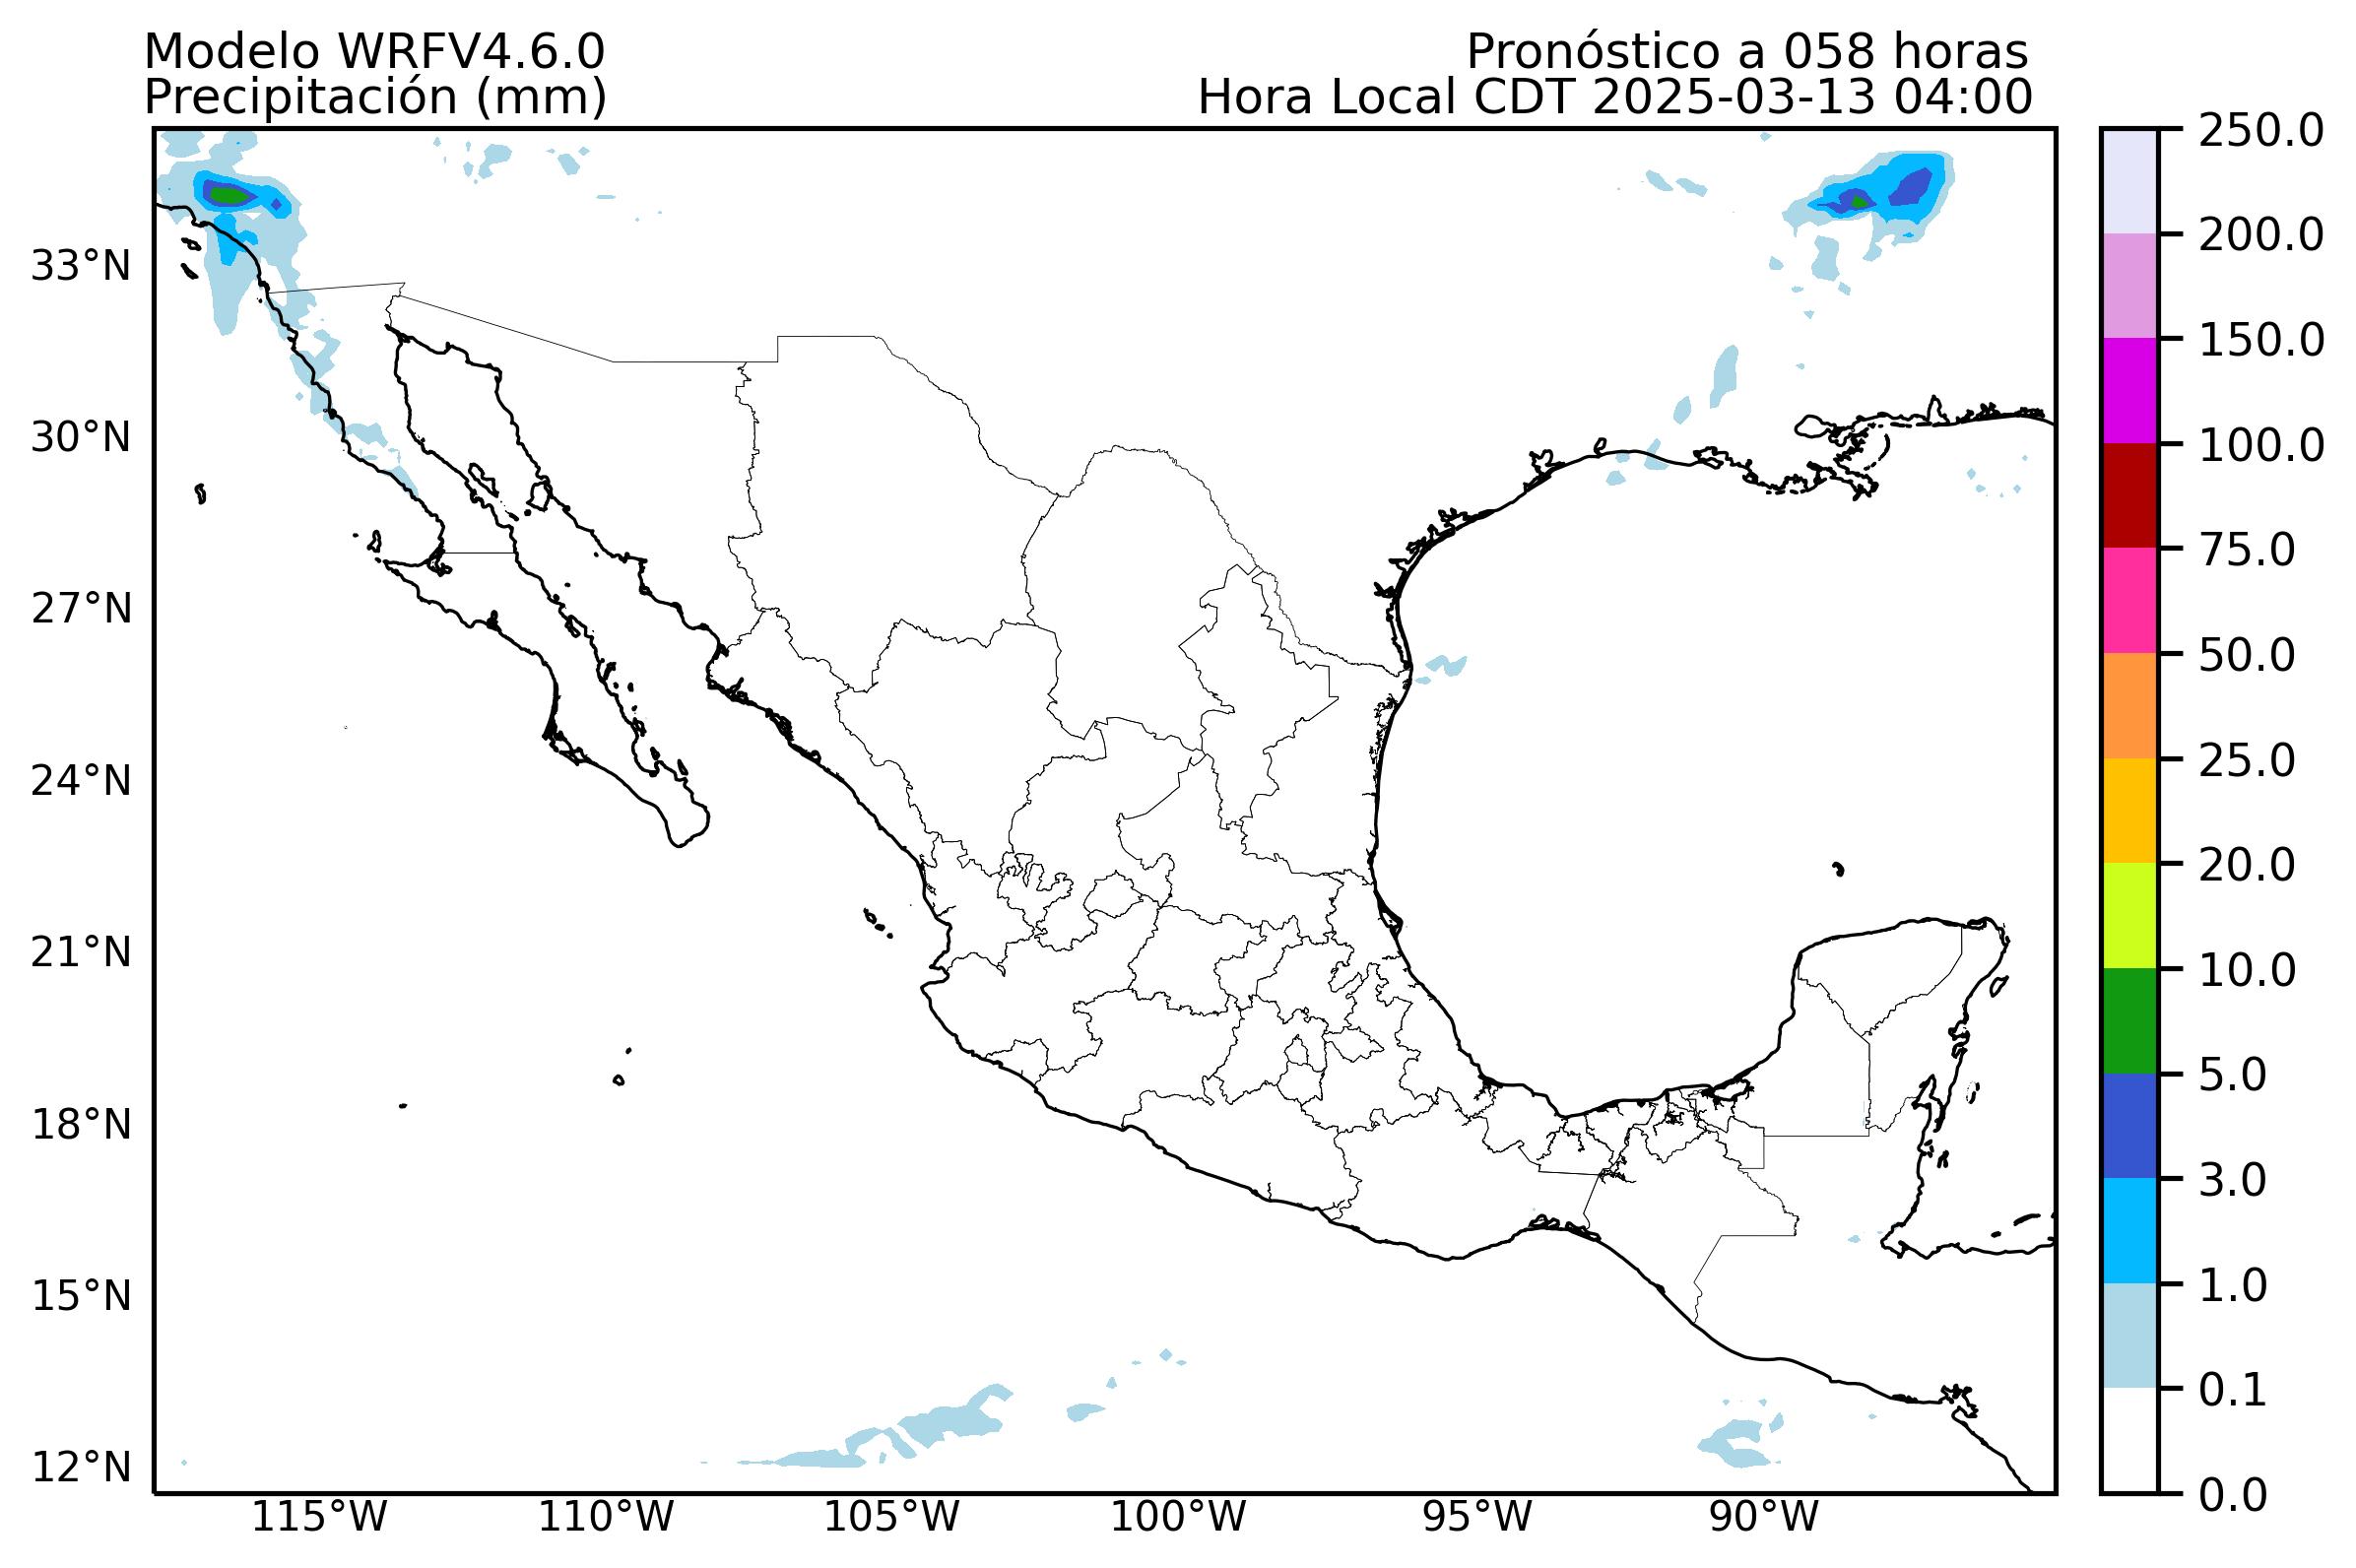 Modelo WRFV4.6.0
Pronóstico a 058 horas
Precipitación (mm)
Hora Local CDT 2025-03-13 04:00
33°N
30°N
27°N
24°N
21°N
18°N
15°N
12°N
115°W
110°W
105°W
100°W
95°W
90°W
250.0
200.0
150.0
100.0
75.0
50.0
25.0
20.0
10.0
5.0
3.0
1.0
0.1
0.0